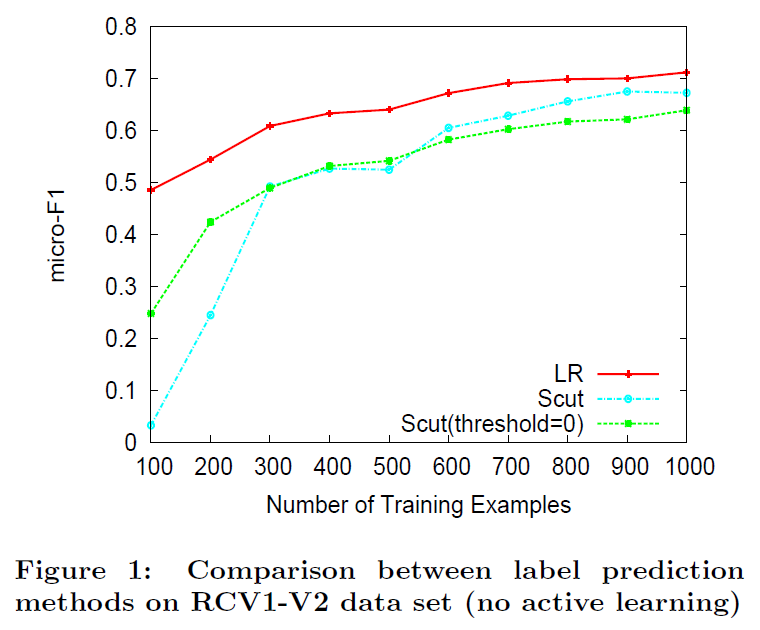 0.8
0.7
0.6
0.5
0.4
0.3
0.2
0.1
0
micro-F1
LR
Scut
Scut(threshold=0)
100 200 300 400 500 600 700 800 900 1000
Number of Training Examples
Figure 1: Comparison between label prediction
methods on RCV1-V2 data set (no active learning)